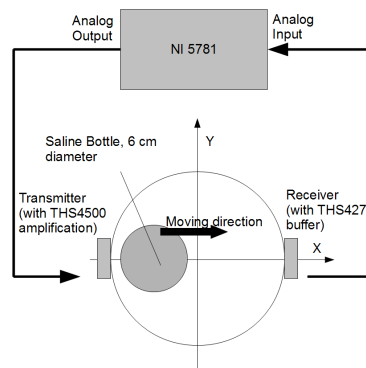 Analog
Output
NI 5781
Analog
Input
Y
Saline Bottle, 6 cm
diameter
Transmitter
(with THS4500
amplification)
Moving direction
Receiver
(with THS427
buffer)
X